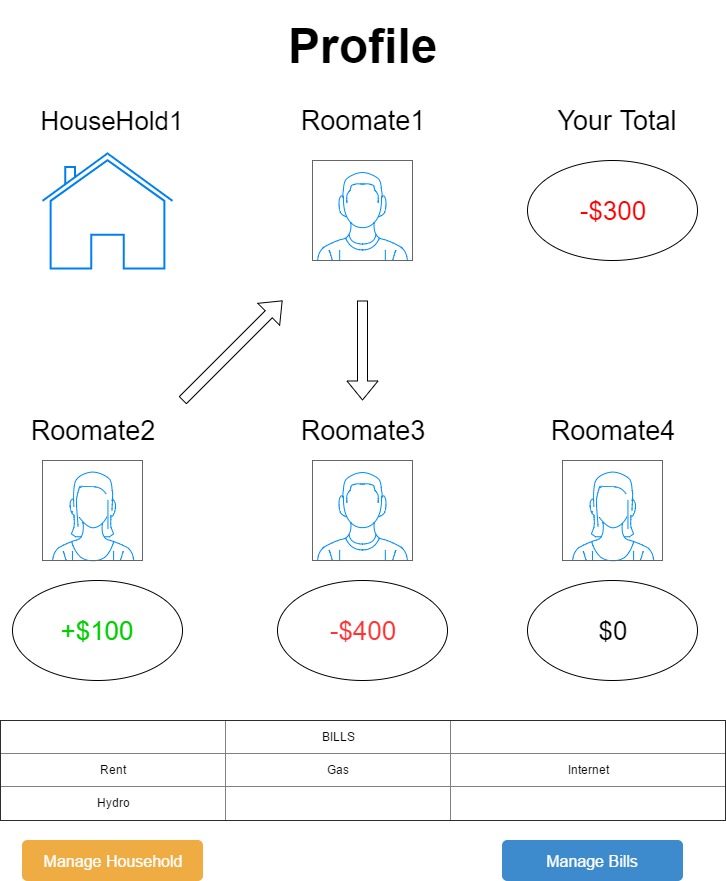 Profile
HouseHold1
Roomate1
Your Total
-$300
Roomate2
Roomate3
Roomate4
+$100
-$400
$0
BILLS
Rent
Gas
Internet
Hydro
Manage Household
Manage Bills